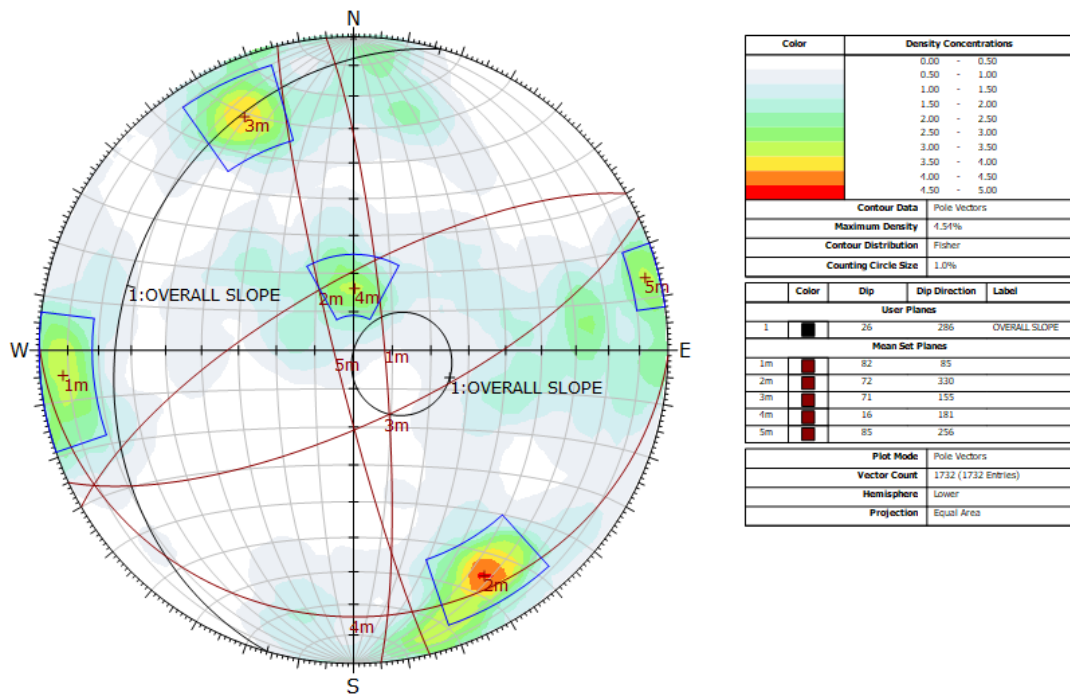 N
3m
1:OVERALL SLOPE
2m
4m
5m
W
E
5m
1m
1m
1:OVERALL SLOPE
3m
2m
4m
S
Color Density Concentrations
0.00 - 0.50
0.50 - 1.00
1.00 - 1.50
1.50 - 2.00
2.00 - 2.50
2.50 - 3.00
3.00 - 3.50
3.50 - 4.00
4.00 - 4.50
4.50 - 5.00
Contour Data Pole Vectors
Maximum Density 4.54%
Contour Distribution Fisher
Counting Circle Size 1.0%
Color Dip Dip Direction Label
User Planes
1 26 286 OVERALL SLOPE
Mean Set Planes
1m 82 85
2m 72 330
3m 71 155
4m 16 181
5m 85 256
Plot Mode Pole Vectors
Vector Count 1732 (1732 Entries)
Hemisphere Lower
Projection Equal Area